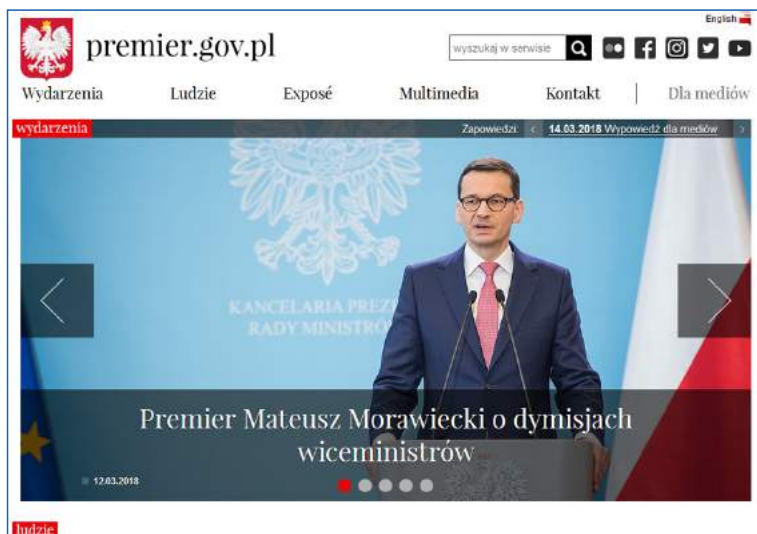 English
premier.gov.pl
wyszukaj w serwisie
Wydarzenia Ludzie Exposé Multimedia Kontakt Dla mediów
wydarzenia
Zapowiedzi: 14.03.2018 Wypowiedź dla mediów
KANCELARIA PREZ
RADY MINISTRÓ
Premier Mateusz Morawiecki o dymisjach
wiceministrów
12.03.2018
ludzie